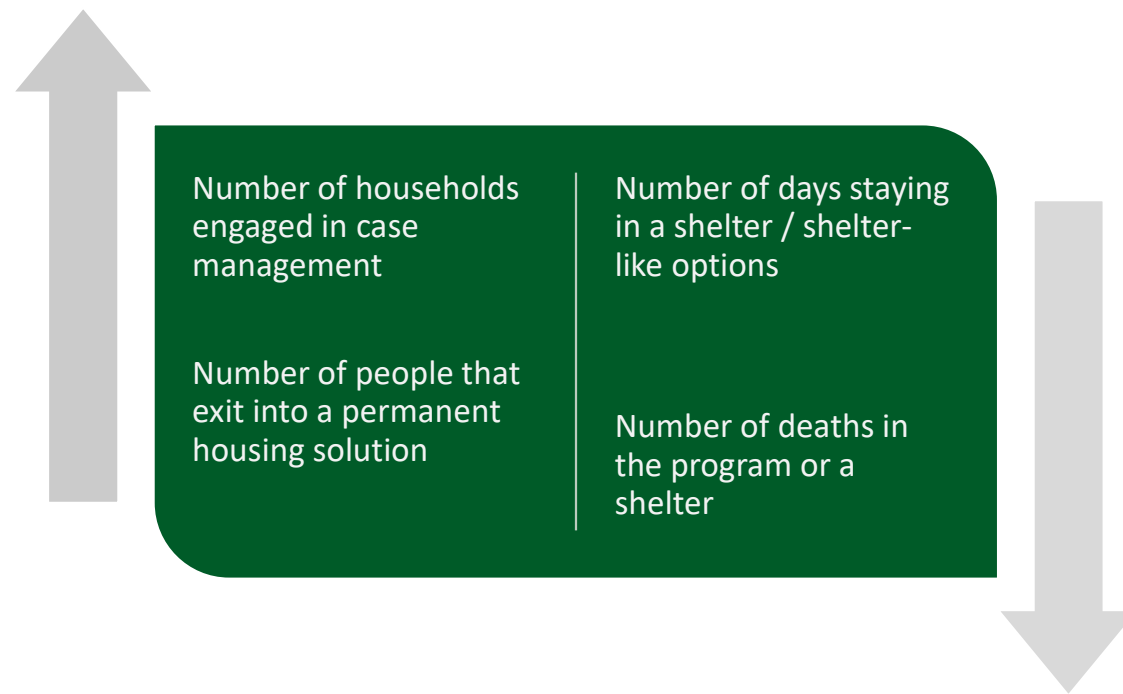 Number of households
engaged in case
management
Number of people that
exit into a permanent
housing solution
Number of days staying
in a shelter / shelter-
like options
Number of deaths in
the program or a
shelter